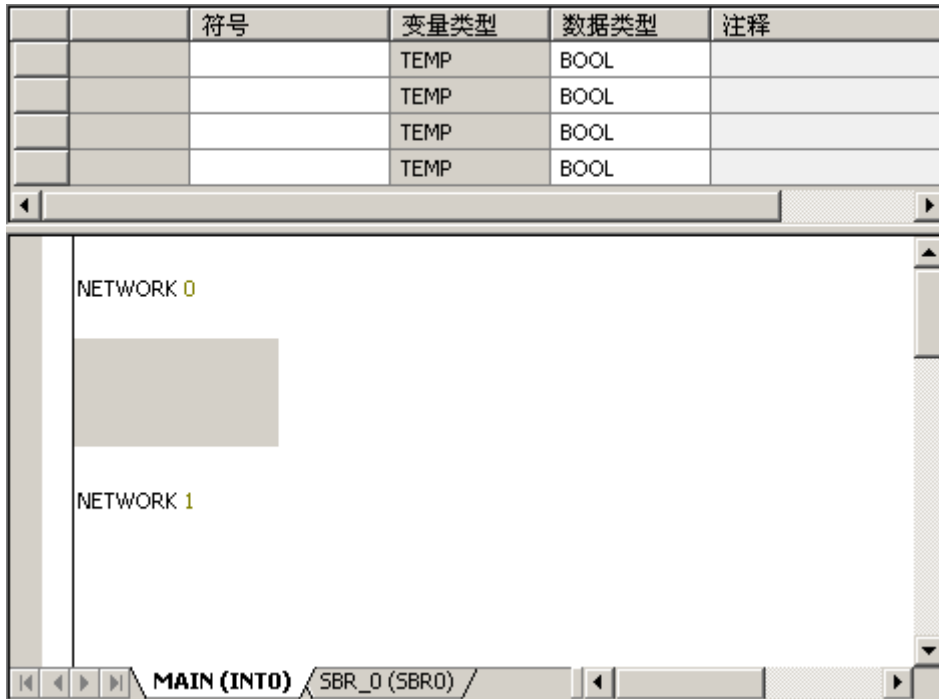 符号 变量类型 数据类型 注释
TEMP BOOL
TEMP BOOL
TEMP BOOL
TEMP BOOL
NETWORK 0
NETWORK 1
MAIN (INT0) SBR_0 (SBR0)